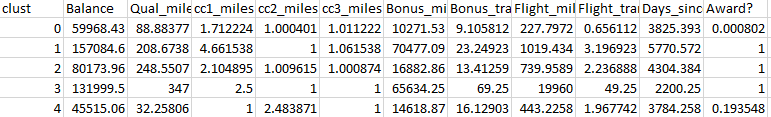 clust Balance Qual_mile cc1_miles cc2_miles cc3_miles Bonus_mi Bonus_tra Flight_mil Flight_tra Days_sinc Award?
0 59968.43 88.88377 1.712224 1.000401 1.011222 10271.53 9.105812 227.7972 0.656112 3825.393 0.000802
1 157084.6 208.6738 4.661538 1 1.061538 70477.09 23.24923 1019.434 3.196923 5770.572 1
2 80173.96 248.5507 2.104895 1.009615 1.000874 16882.86 13.41259 739.9589 2.236888 4304.384 1
3 131999.5 347 2.5 1 1 65634.25 69.25 19960 49.25 2200.25 1
4 45515.06 32.25806 1 2.483871 1 14618.87 16.12903 443.2258 1.967742 3784.258 0.193548